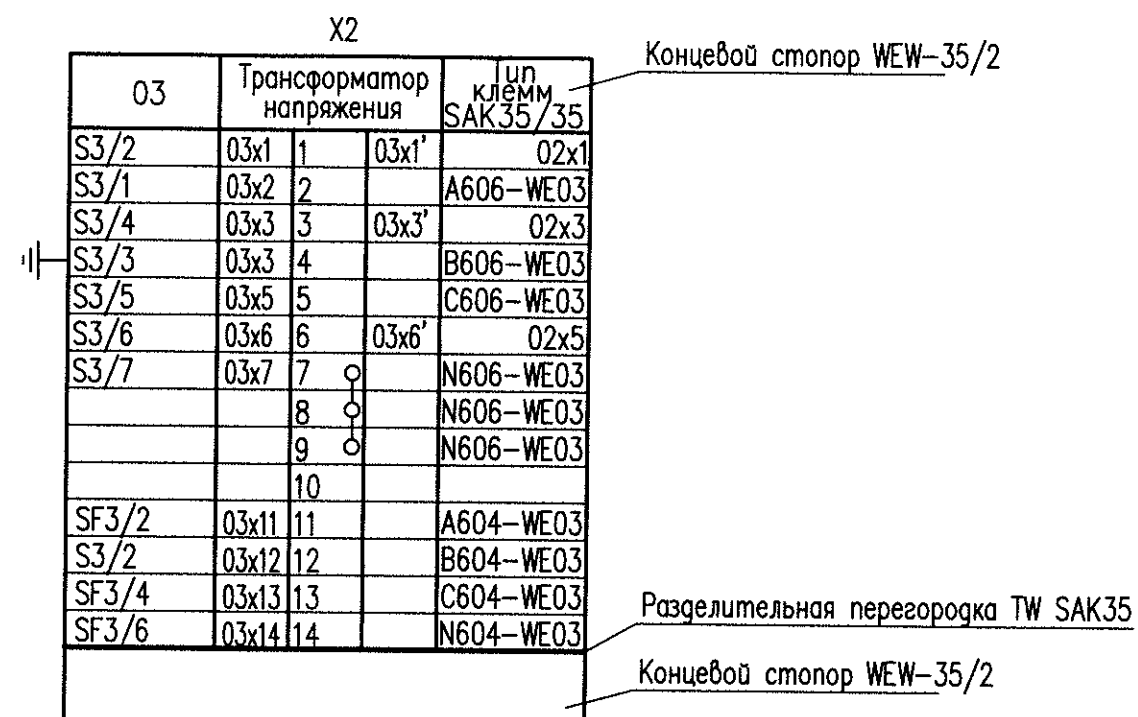 X2
Концевой стопор WEW-35/2
03 Трансформатор напряжения Тип клемм SAK35/35
S3/2 03x1 1 03x1' 02x1
S3/1 03x2 2 A606-WE03
S3/4 03x3 3 03x3' 02x3
S3/3 03x3 4 B606-WE03
S3/5 03x5 5 C606-WE03
S3/6 03x6 6 03x6' 02x5
S3/7 03x7 7 N606-WE03
8 N606-WE03
9 N606-WE03
10
SF3/2 03x11 11 A604-WE03
S3/2 03x12 12 B604-WE03
SF3/4 03x13 13 C604-WE03
SF3/6 03x14 14 N604-WE03
Разделительная перегородка TW SAK35
Концевой стопор WEW-35/2